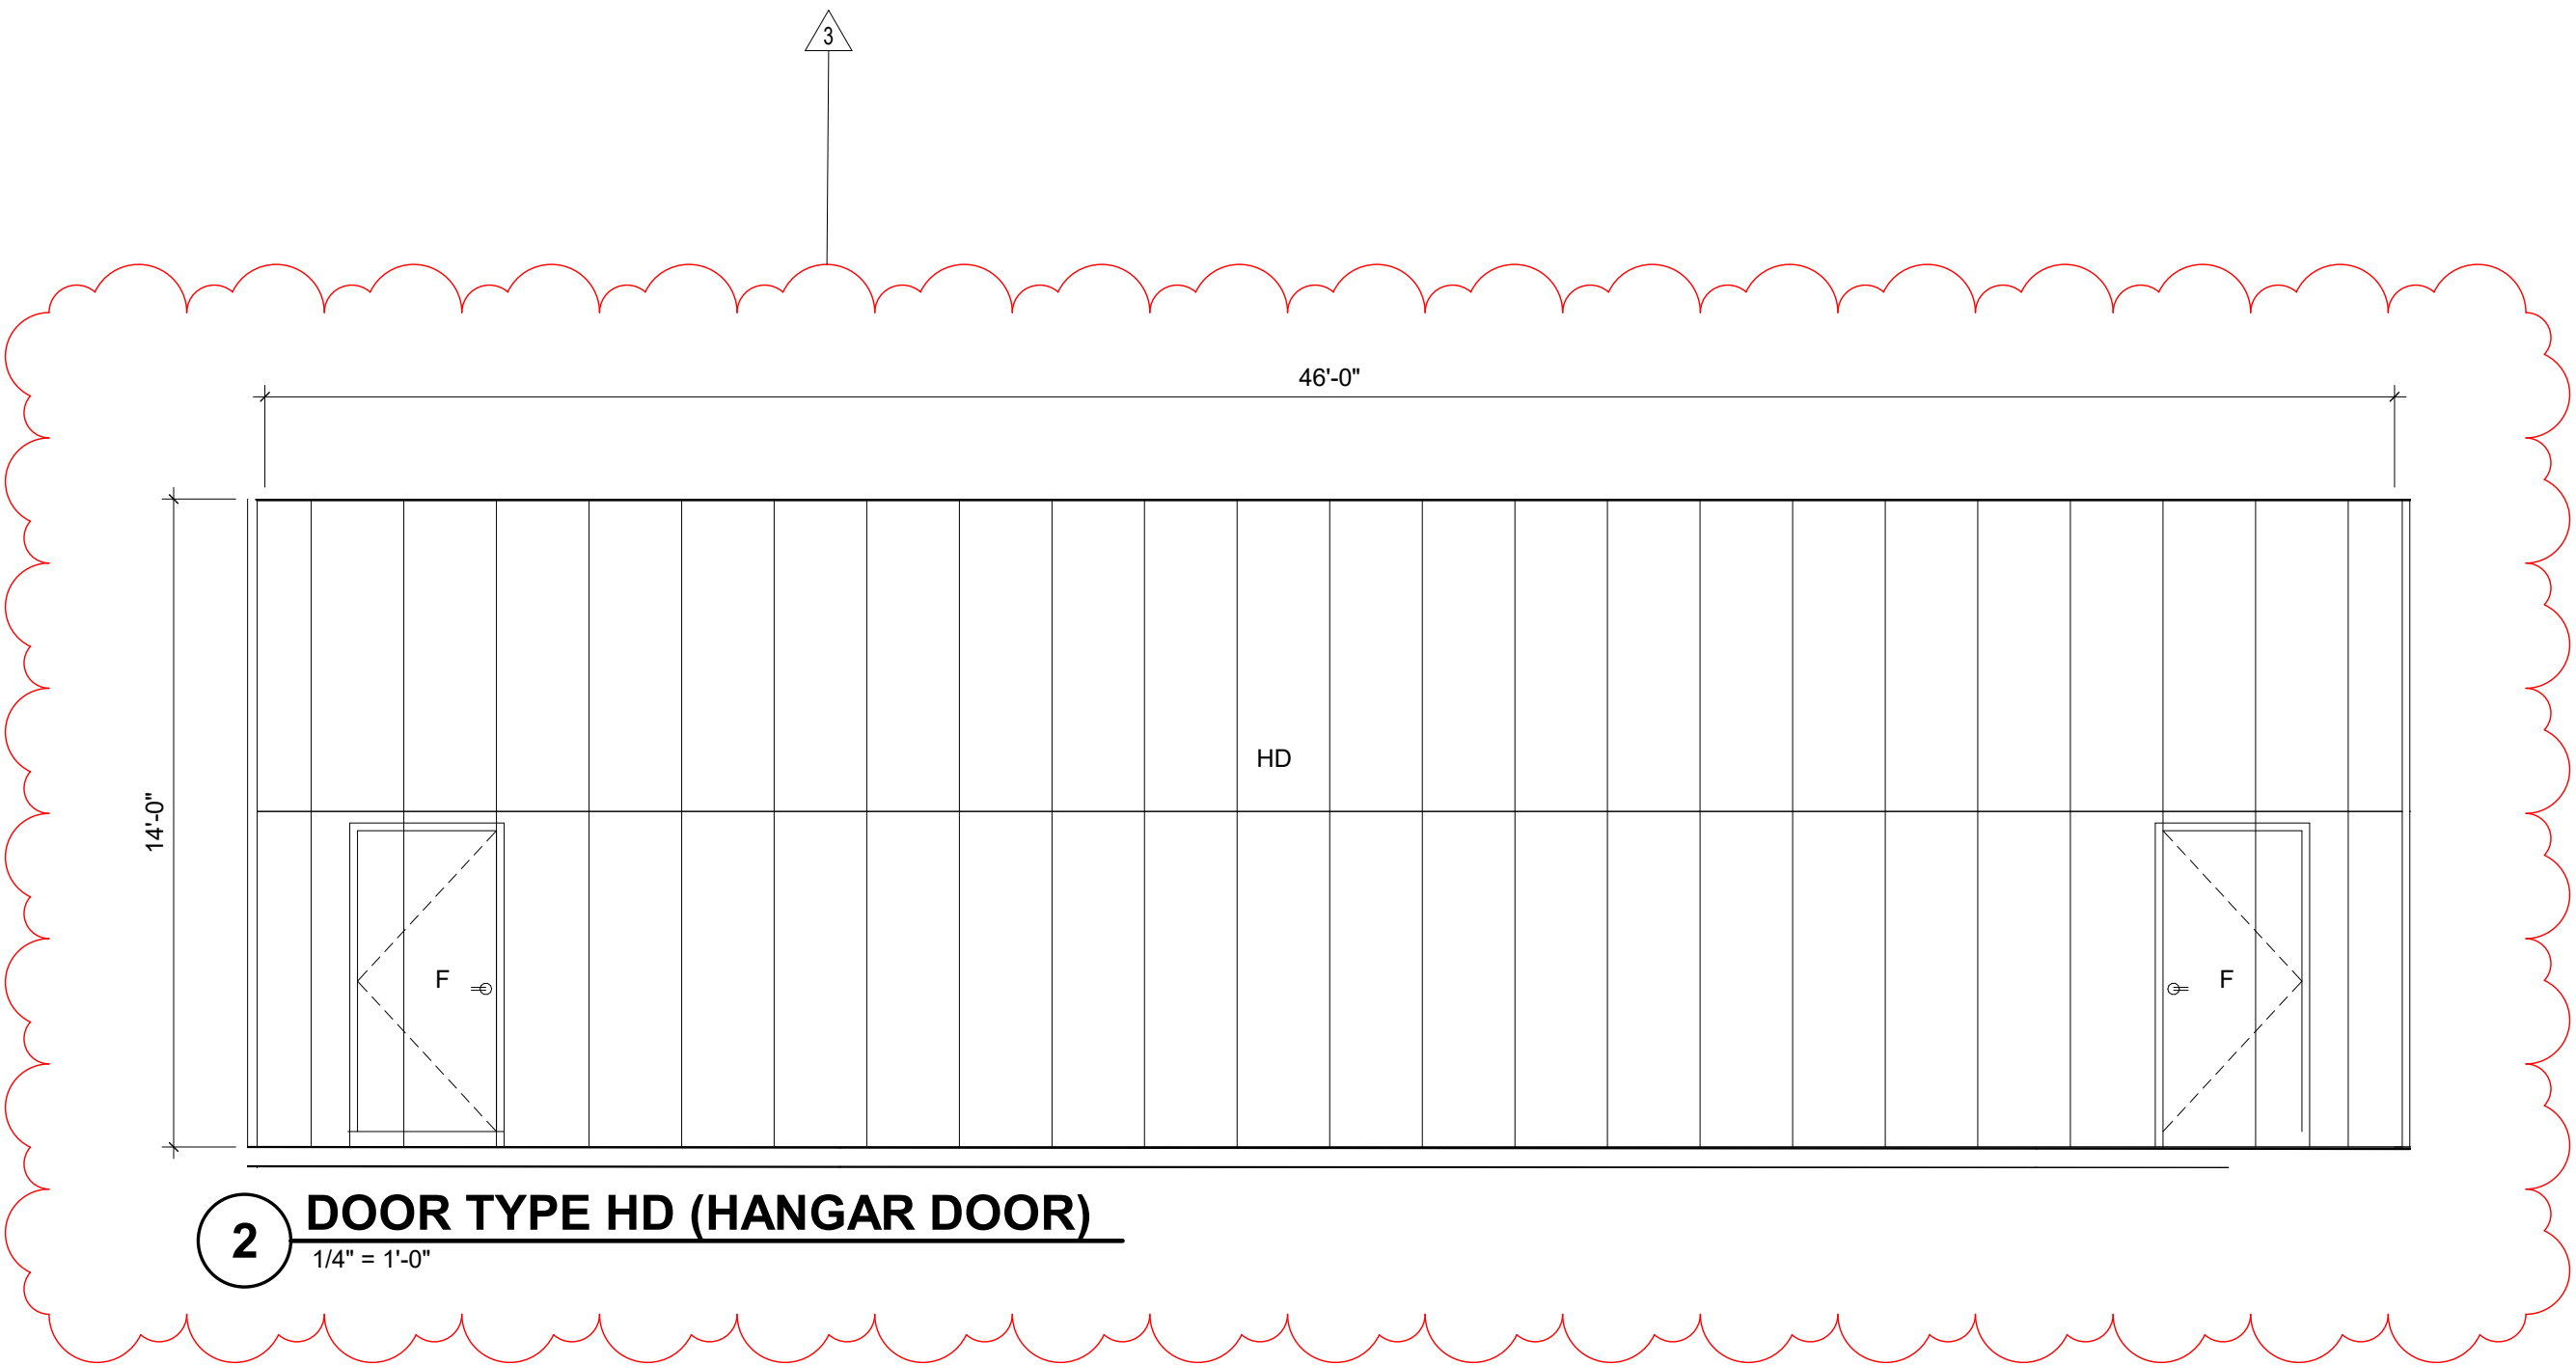 3
46'-0"
14'-0"
HD
F
F
2
DOOR TYPE HD (HANGAR DOOR)
1/4" = 1'-0"